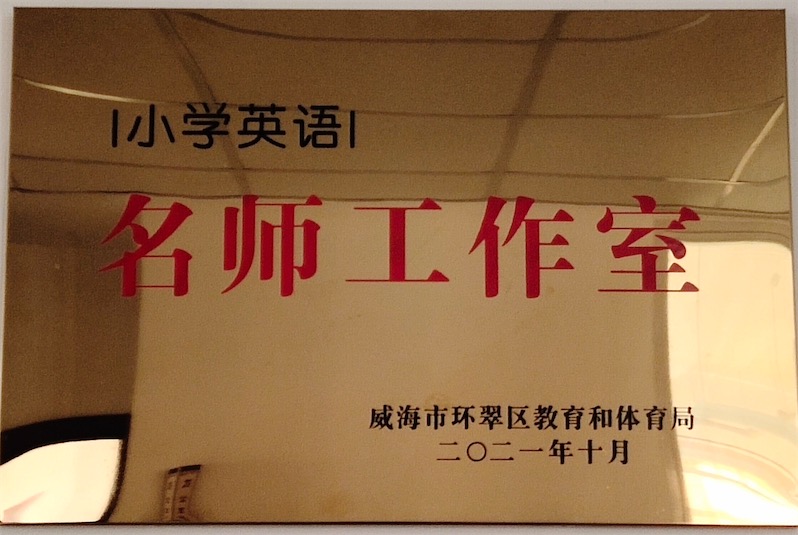 |小学英语|
名师工作室
威海市环翠区教育和体育局
二〇二一年十月